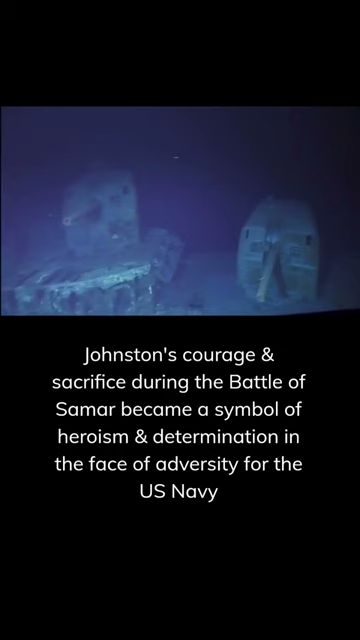 Johnston's courage &
sacrifice during the Battle of
Samar became a symbol of
heroism & determination in
the face of adversity for the
US Navy